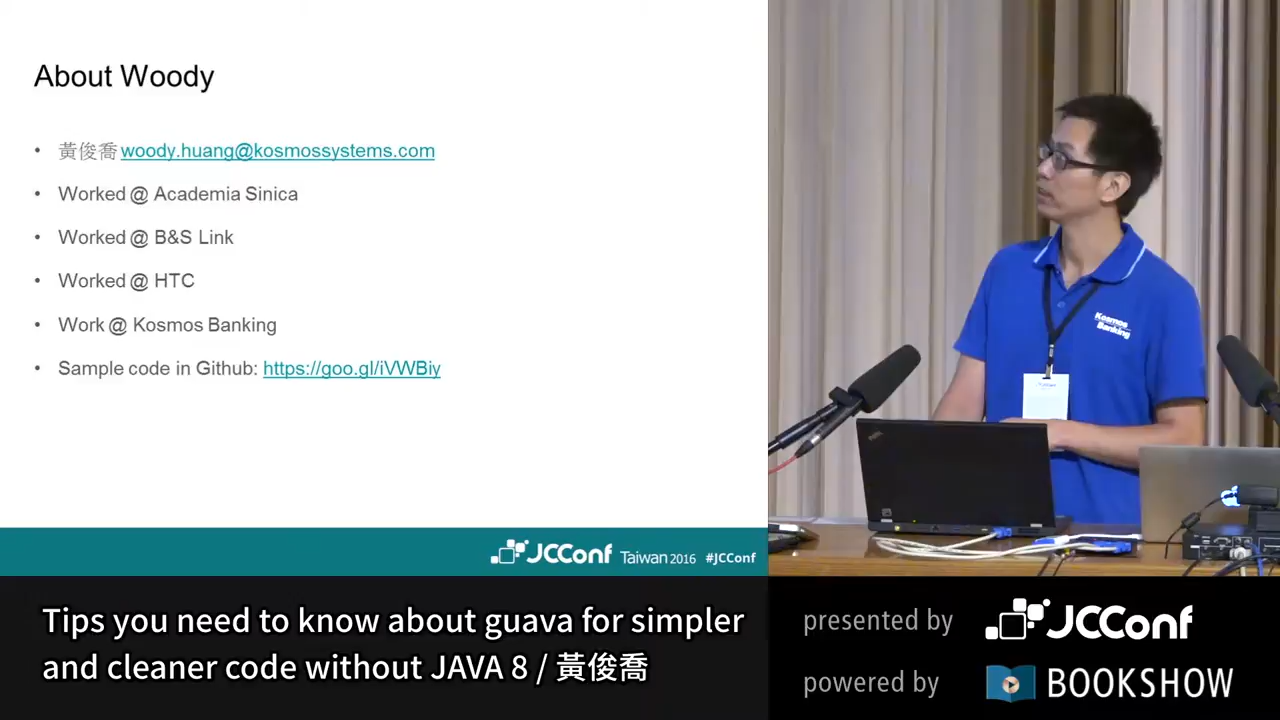 About Woody
• 黃俊喬 woody.huang@kosmossystems.com
• Worked @ Academia Sinica
• Worked @ B&S Link
• Worked @ HTC
• Work @ Kosmos Banking
• Sample code in Github: https://goo.gl/iVWBiy
JCConf Taiwan 2016 #JCConf
Kosmos
Banking
Tips you need to know about guava for simpler
and cleaner code without JAVA 8 / 黃俊喬
presented by JCConf
powered by BOOKSHOW